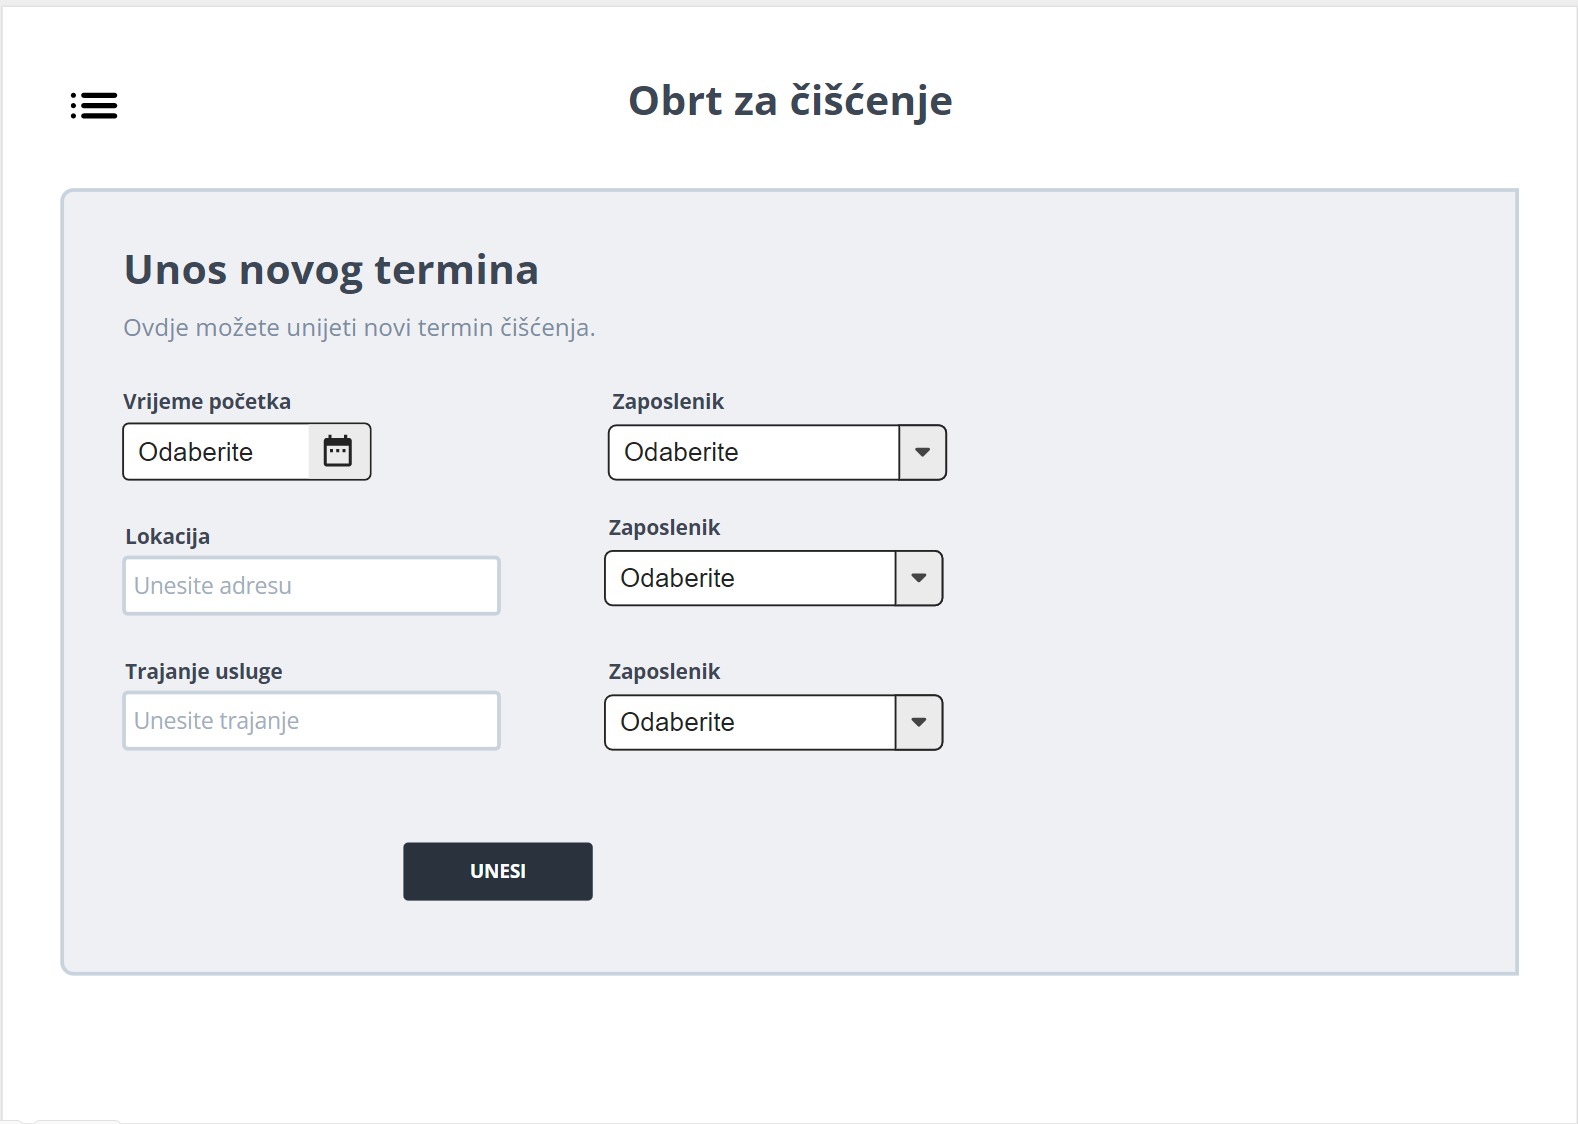 Obrt za čišćenje
Unos novog termina
Ovdje možete unijeti novi termin čišćenja.
Vrijeme početka
Odaberite
Zaposlenik
Odaberite
Lokacija
Unesite adresu
Zaposlenik
Odaberite
Trajanje usluge
Unesite trajanje
Zaposlenik
Odaberite
UNESI